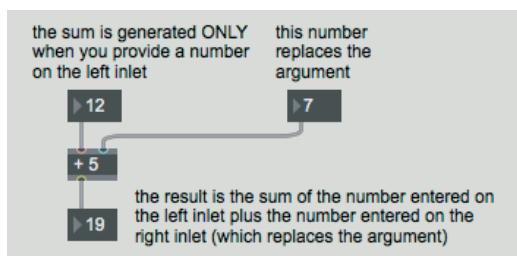 the sum is generated ONLY
when you provide a number
on the left inlet
this number
replaces the
argument
12
7
+ 5
19
the result is the sum of the number entered on
the left inlet plus the number entered on the
right inlet (which replaces the argument)